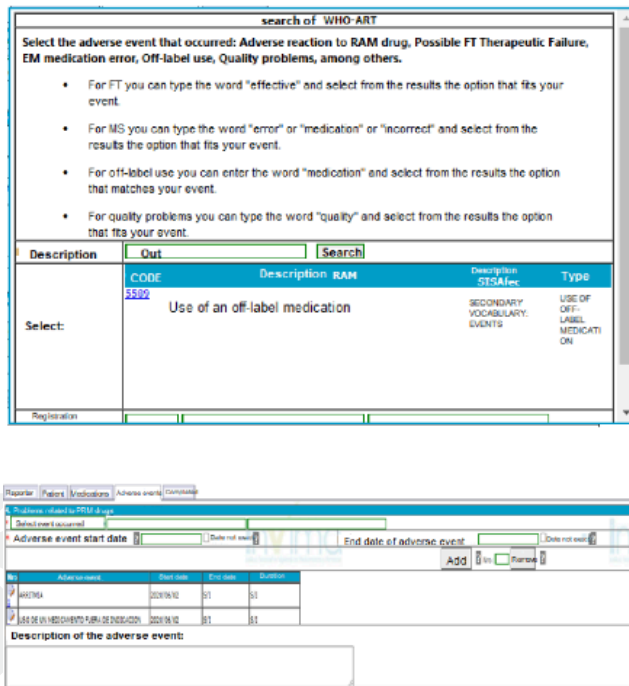 search of WHO-ART
Select the adverse event that occurred: Adverse reaction to RAM drug, Possible FT Therapeutic Failure,
EM medication error, Off-label use, Quality problems, among others.
• For FT you can type the word "effective" and select from the results the option that fits your
event.
• For MS you can type the word "error" or "medication" or "incorrect" and select from the
results the option that fits your event.
• For off-label use you can enter the word "medication" and select from the results the option
that matches your event.
• For quality problems you can type the word "quality" and select from the results the option
that fits your event.
Description Out Search
CODE Description RAM Description SISAfec Type
5509
Use of an off-label medication
SECONDARY
VOCABULARY.
EVENTS
USE OF
OFF-
LABEL
MEDICATI
ON
Select:
Registration
Reporter Patient Medications Adverse events Completed
Problems related to PRM drugs
* Select event occurred
* Adverse event start date Date not End date of adverse event Date not
Add No Remove
No Adverse event Start date End date Duration
USO DE UN MEDICAMENTO FUERA DE INDICACION
Description of the adverse event: